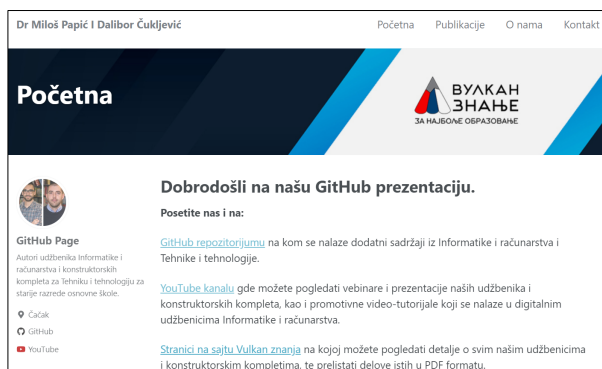 Dr Miloš Papić I Dalibor Čukljević
Početna Publikacije O nama Kontakt
Početna
ВУЛКАН
ЗНАЊЕ
ЗА НАЈБОЉЕ ОБРАЗОВАЊЕ
GitHub Page
Autori udžbenika Informatike i
računarstva i konstruktorskih
kompleta za Tehniku i tehnologiju za
starije razrede osnovne škole.
Čačak
GitHub
YouTube
Dobrodošli na našu GitHub prezentaciju.
Posetite nas i na:
GitHub repozitorijumu na kom se nalaze dodatni sadržaji iz Informatike i računarstva i
Tehnike i tehnologije.
YouTube kanalu gde možete pogledati vebinare i prezentacije naših udžbenika i
konstruktorskih kompleta, kao i promotivne video-tutorijale koji se nalaze u digitalnim
udžbenicima Informatike i računarstva.
Stranici na sajtu Vulkan znanja na kojoj možete pogledati detalje o svim našim udžbenicima
i konstruktorskim kompletima, te prelistati delove istih u PDF formatu.